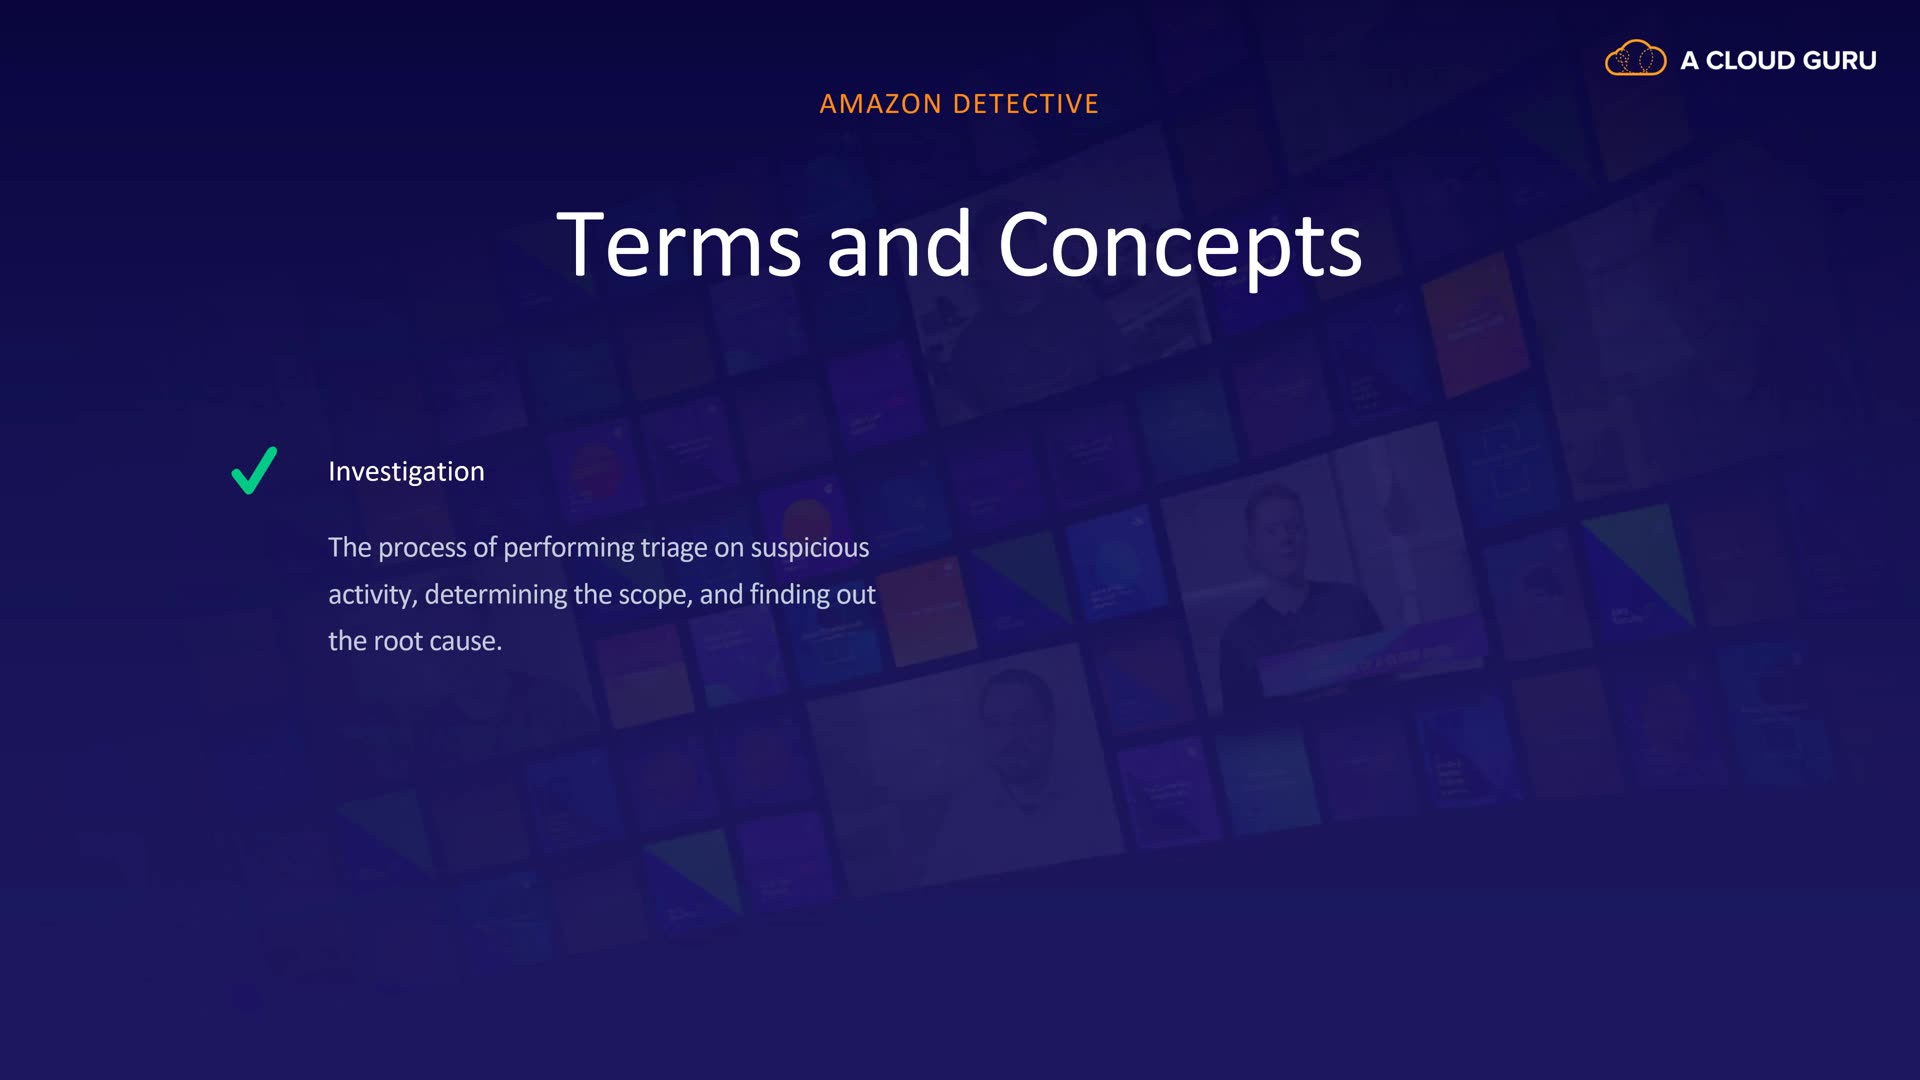 A CLOUD GURU
AMAZON DETECTIVE
Terms and Concepts
Investigation
The process of performing triage on suspicious
activity, determining the scope, and finding out
the root cause.